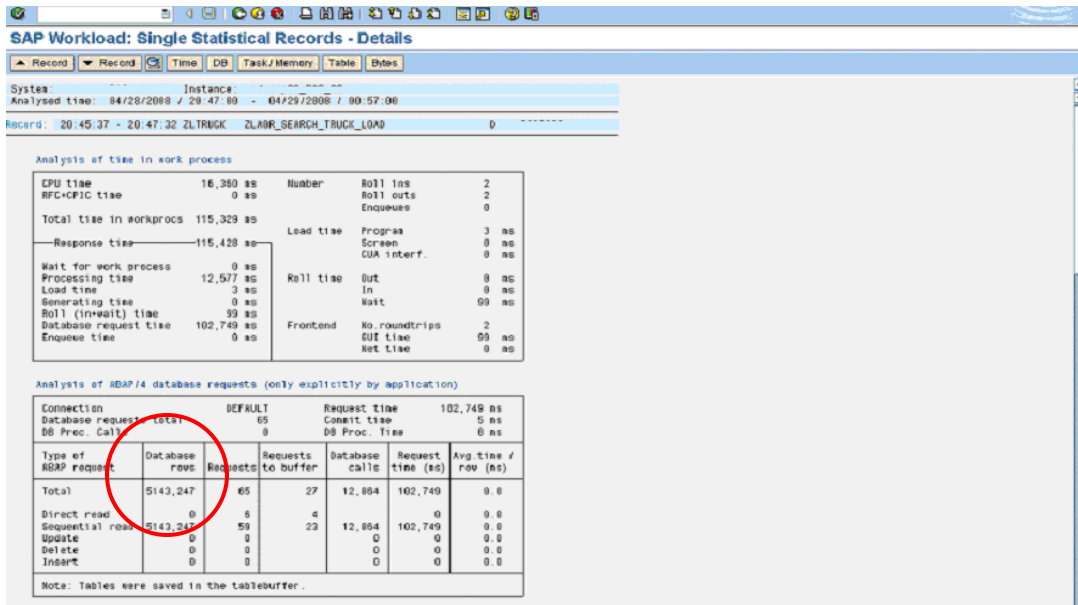 SAP Workload: Single Statistical Records - Details
Record Record Time DB Task/Memory Table Bytes
System: Instance:
Analysed time: 04/28/2008 / 20:47:00 - 04/29/2008 / 00:57:00
Record: 20:45:37 - 20:47:32 ZLTRUCK ZLAOR_SEARCH_TRUCK_LOAD D
Analysis of time in work process
CPU time 16,360 ms Number Roll ins 2
RFC+CPIC time 0 ms Roll outs 2
Enqueues 0
Total time in workprocs 115,329 ms
Load time Program 3 ms
Response time 115,428 ms Screen 0 ms
CUA interf. 0 ms
Wait for work process 0 ms
Processing time 12,577 ms Roll time Out 0 ms
Load time 3 ms In 0 ms
Generating time 0 ms Wait 99 ms
Roll (in+wait) time 99 ms
Database request time 102,749 ms Frontend No.roundtrips 2
Enqueue time 0 ms GUI time 99 ms
Net time 0 ms
Analysis of ABAP/4 database requests (only explicitly by application)
Connection DEFAULT Request time 102,749 ms
Database requests total 65 Commit time 5 ms
DB Proc. Calls 0 DB Proc. Time 0 ms
Type of Database Requests Database Request Avg.time /
ABAP request rows Requests to buffer calls time (ms) row (ms)
Total 5143,247 65 27 12,864 102,749 0.0
Direct read 0 6 4 0 0.0
Sequential read 5143,247 59 23 12,864 102,749 0.0
Update 0 0 0 0 0.0
Delete 0 0 0 0 0.0
Insert 0 0 0 0 0.0
Note: Tables were saved in the tablebuffer.